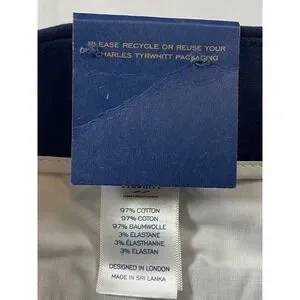 PLEASE RECYCLE OR REUSE YOUR
CHARLES TYRWHITT PACKAGING
TYRWHITT
97% COTTON
97% COTON
97% BAUMWOLLE
3% ELASTANE
3% ELASTHANNE
3% ELASTAN
DESIGNED IN LONDON
MADE IN SRI LANKA